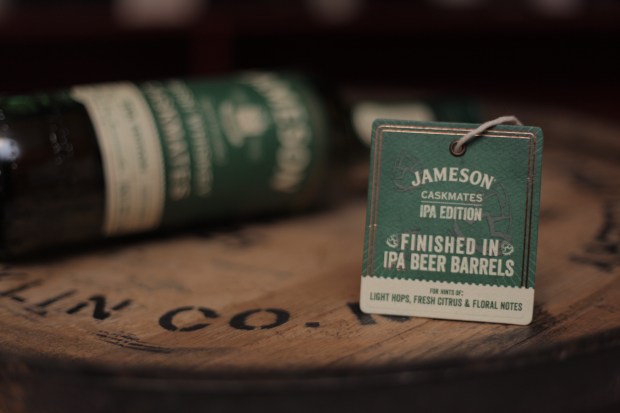 JAMESON
CASKMATES
IPA EDITION
FINISHED IN
IPA BEER BARRELS
FOR HINTS OF:
LIGHT HOPS, FRESH CITRUS & FLORAL NOTES
JAMESON
CASKMATES
CO.